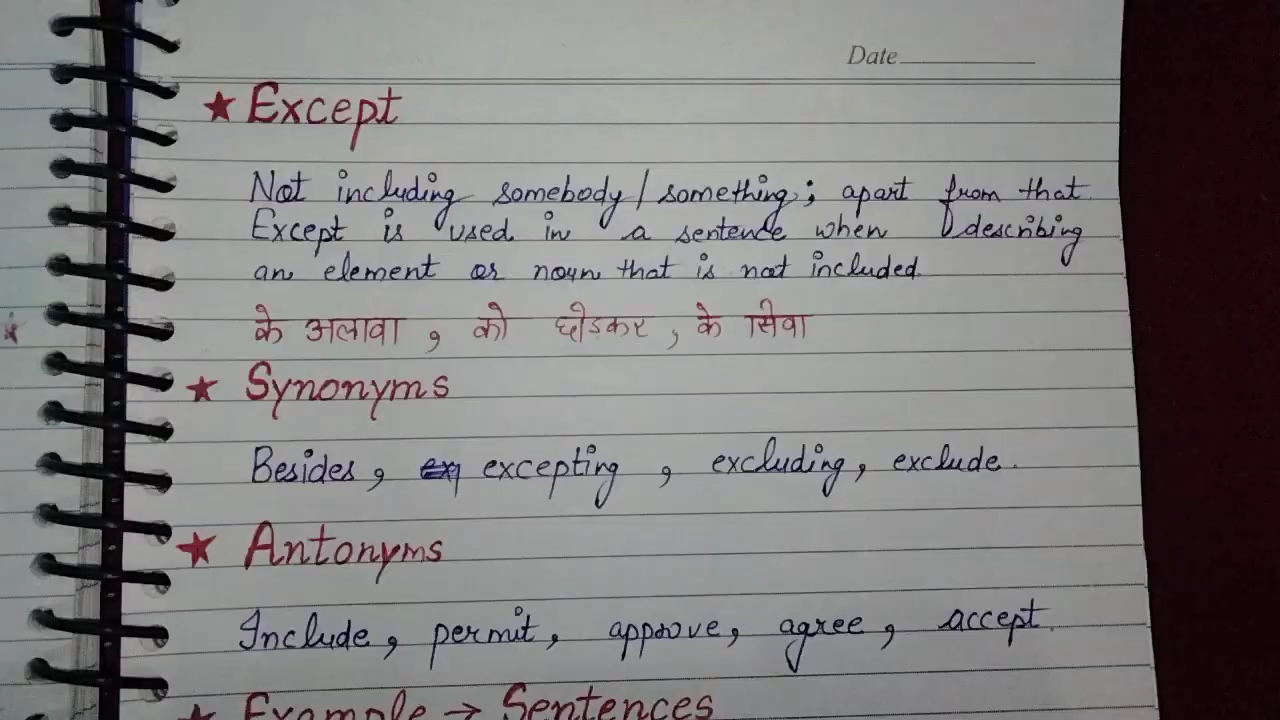 Date
★ Except
Not including somebody/something; apart from that
Except is used in a sentence when describing
an element or noun that is not included
के अलावा, को छोडकर, के सिवा
★ Synonyms
Besides, excepting, excluding, exclude.
★ Antonyms
Include, permit, approve, agree, accept.
★ Example → Sentences